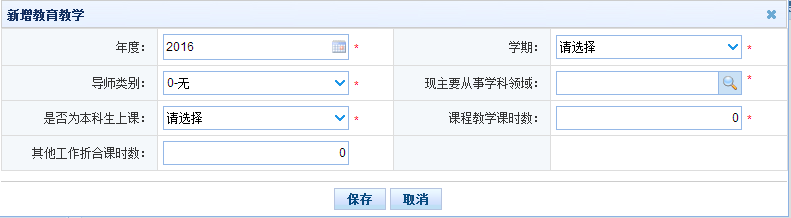 新增教育教学
年度： 2016 * 学期： 请选择 *
导师类别： 0-无 * 现主要从事学科领域： *
是否为本科生上课： 请选择 * 课程教学课时数： 0 *
其他工作折合课时数： 0
保存 取消